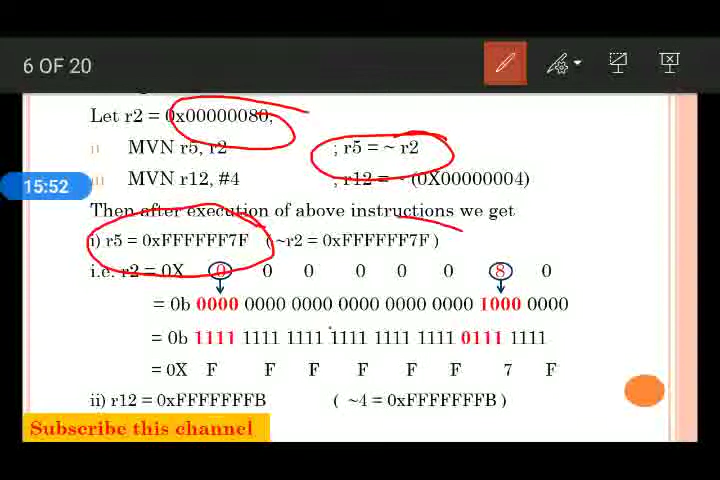 6 OF 20
Let r2 = 0x00000080,
i) MVN r5, r2 ; r5 = ~ r2
MVN r12, #4 ; r12 = ~ (0X00000004)
15:52
Then after execution of above instructions we get
i) r5 = 0xFFFFFF7F ( ~r2 = 0xFFFFFF7F )
i.e. r2 = 0X 0 0 0 0 0 0 8 0
= 0b 0000 0000 0000 0000 0000 0000 1000 0000
= 0b 1111 1111 1111 1111 1111 1111 0111 1111
= 0X F F F F F F 7 F
ii) r12 = 0xFFFFFFFB ( ~4 = 0xFFFFFFFB )
Subscribe this channel